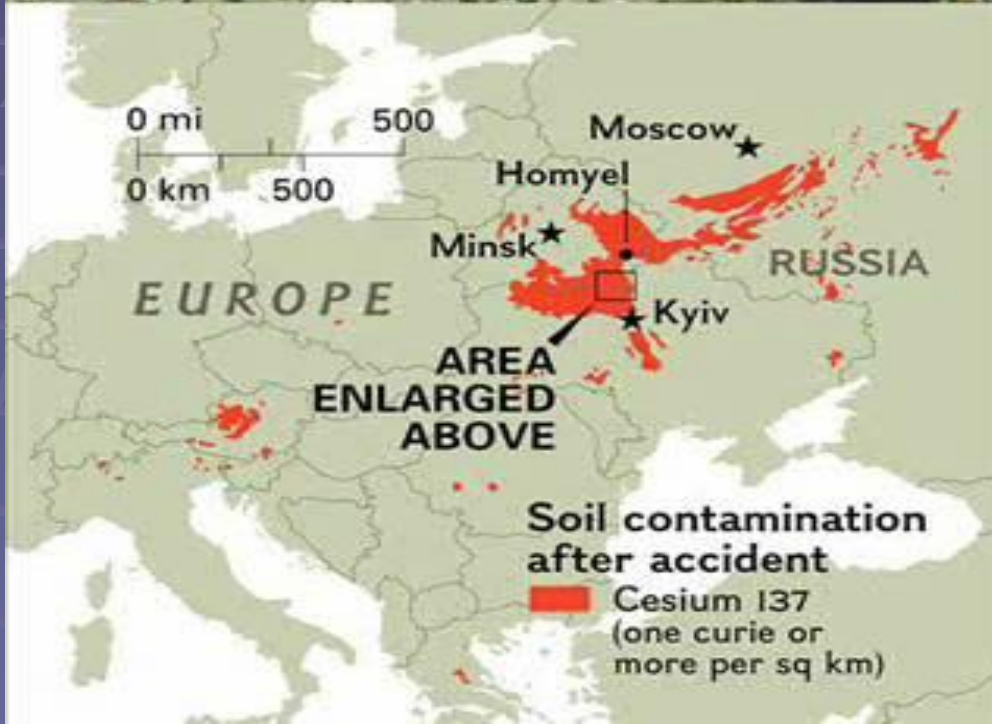 0 mi 500
0 km 500
Moscow
Homyel
Minsk
RUSSIA
EUROPE
Kyiv
AREA
ENLARGED
ABOVE
Soil contamination
after accident
Cesium 137
(one curie or
more per sq km)